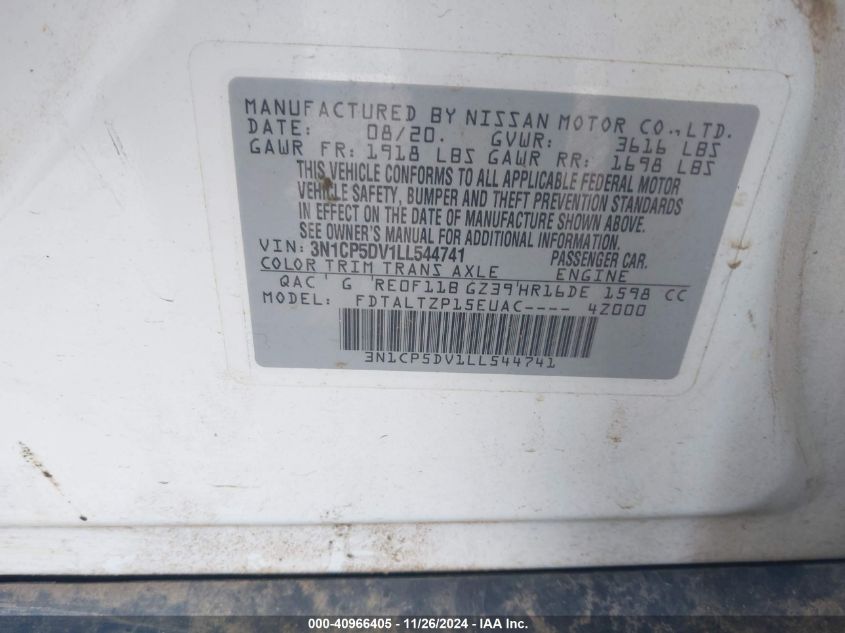 MANUFACTURED BY NISSAN MOTOR CO., LTD.
DATE: 08/20. GVWR: 3616 LBS
GAWR FR: 1918 LBS GAWR RR: 1698 LBS
THIS VEHICLE CONFORMS TO ALL APPLICABLE FEDERAL MOTOR
VEHICLE SAFETY, BUMPER AND THEFT PREVENTION STANDARDS
IN EFFECT ON THE DATE OF MANUFACTURE SHOWN ABOVE.
SEE OWNER'S MANUAL FOR ADDITIONAL INFORMATION.
VIN: 3N1CP5DV1LL544741 PASSENGER CAR.
COLOR TRIM TRANS AXLE ENGINE
QAC G RE0F11B GZ39 HR16DE 1598 CC
MODEL: FDTALTZP15EUAC---- 4Z000
3N1CP5DV1LL544741
000-40966405 - 11/26/2024 - IAA Inc.